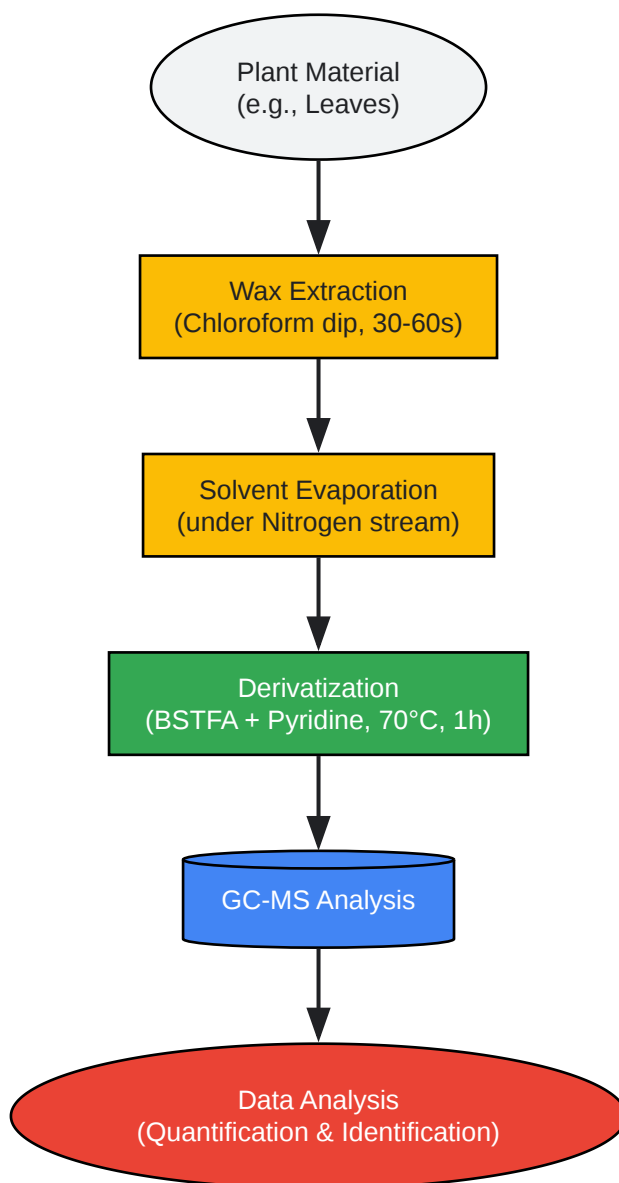 Plant Material
(e.g., Leaves)
Wax Extraction
(Chloroform dip, 30-60s)
Solvent Evaporation
(under Nitrogen stream)
Derivatization
(BSTFA + Pyridine, 70°C, 1h)
GC-MS Analysis
Data Analysis
(Quantification & Identification)